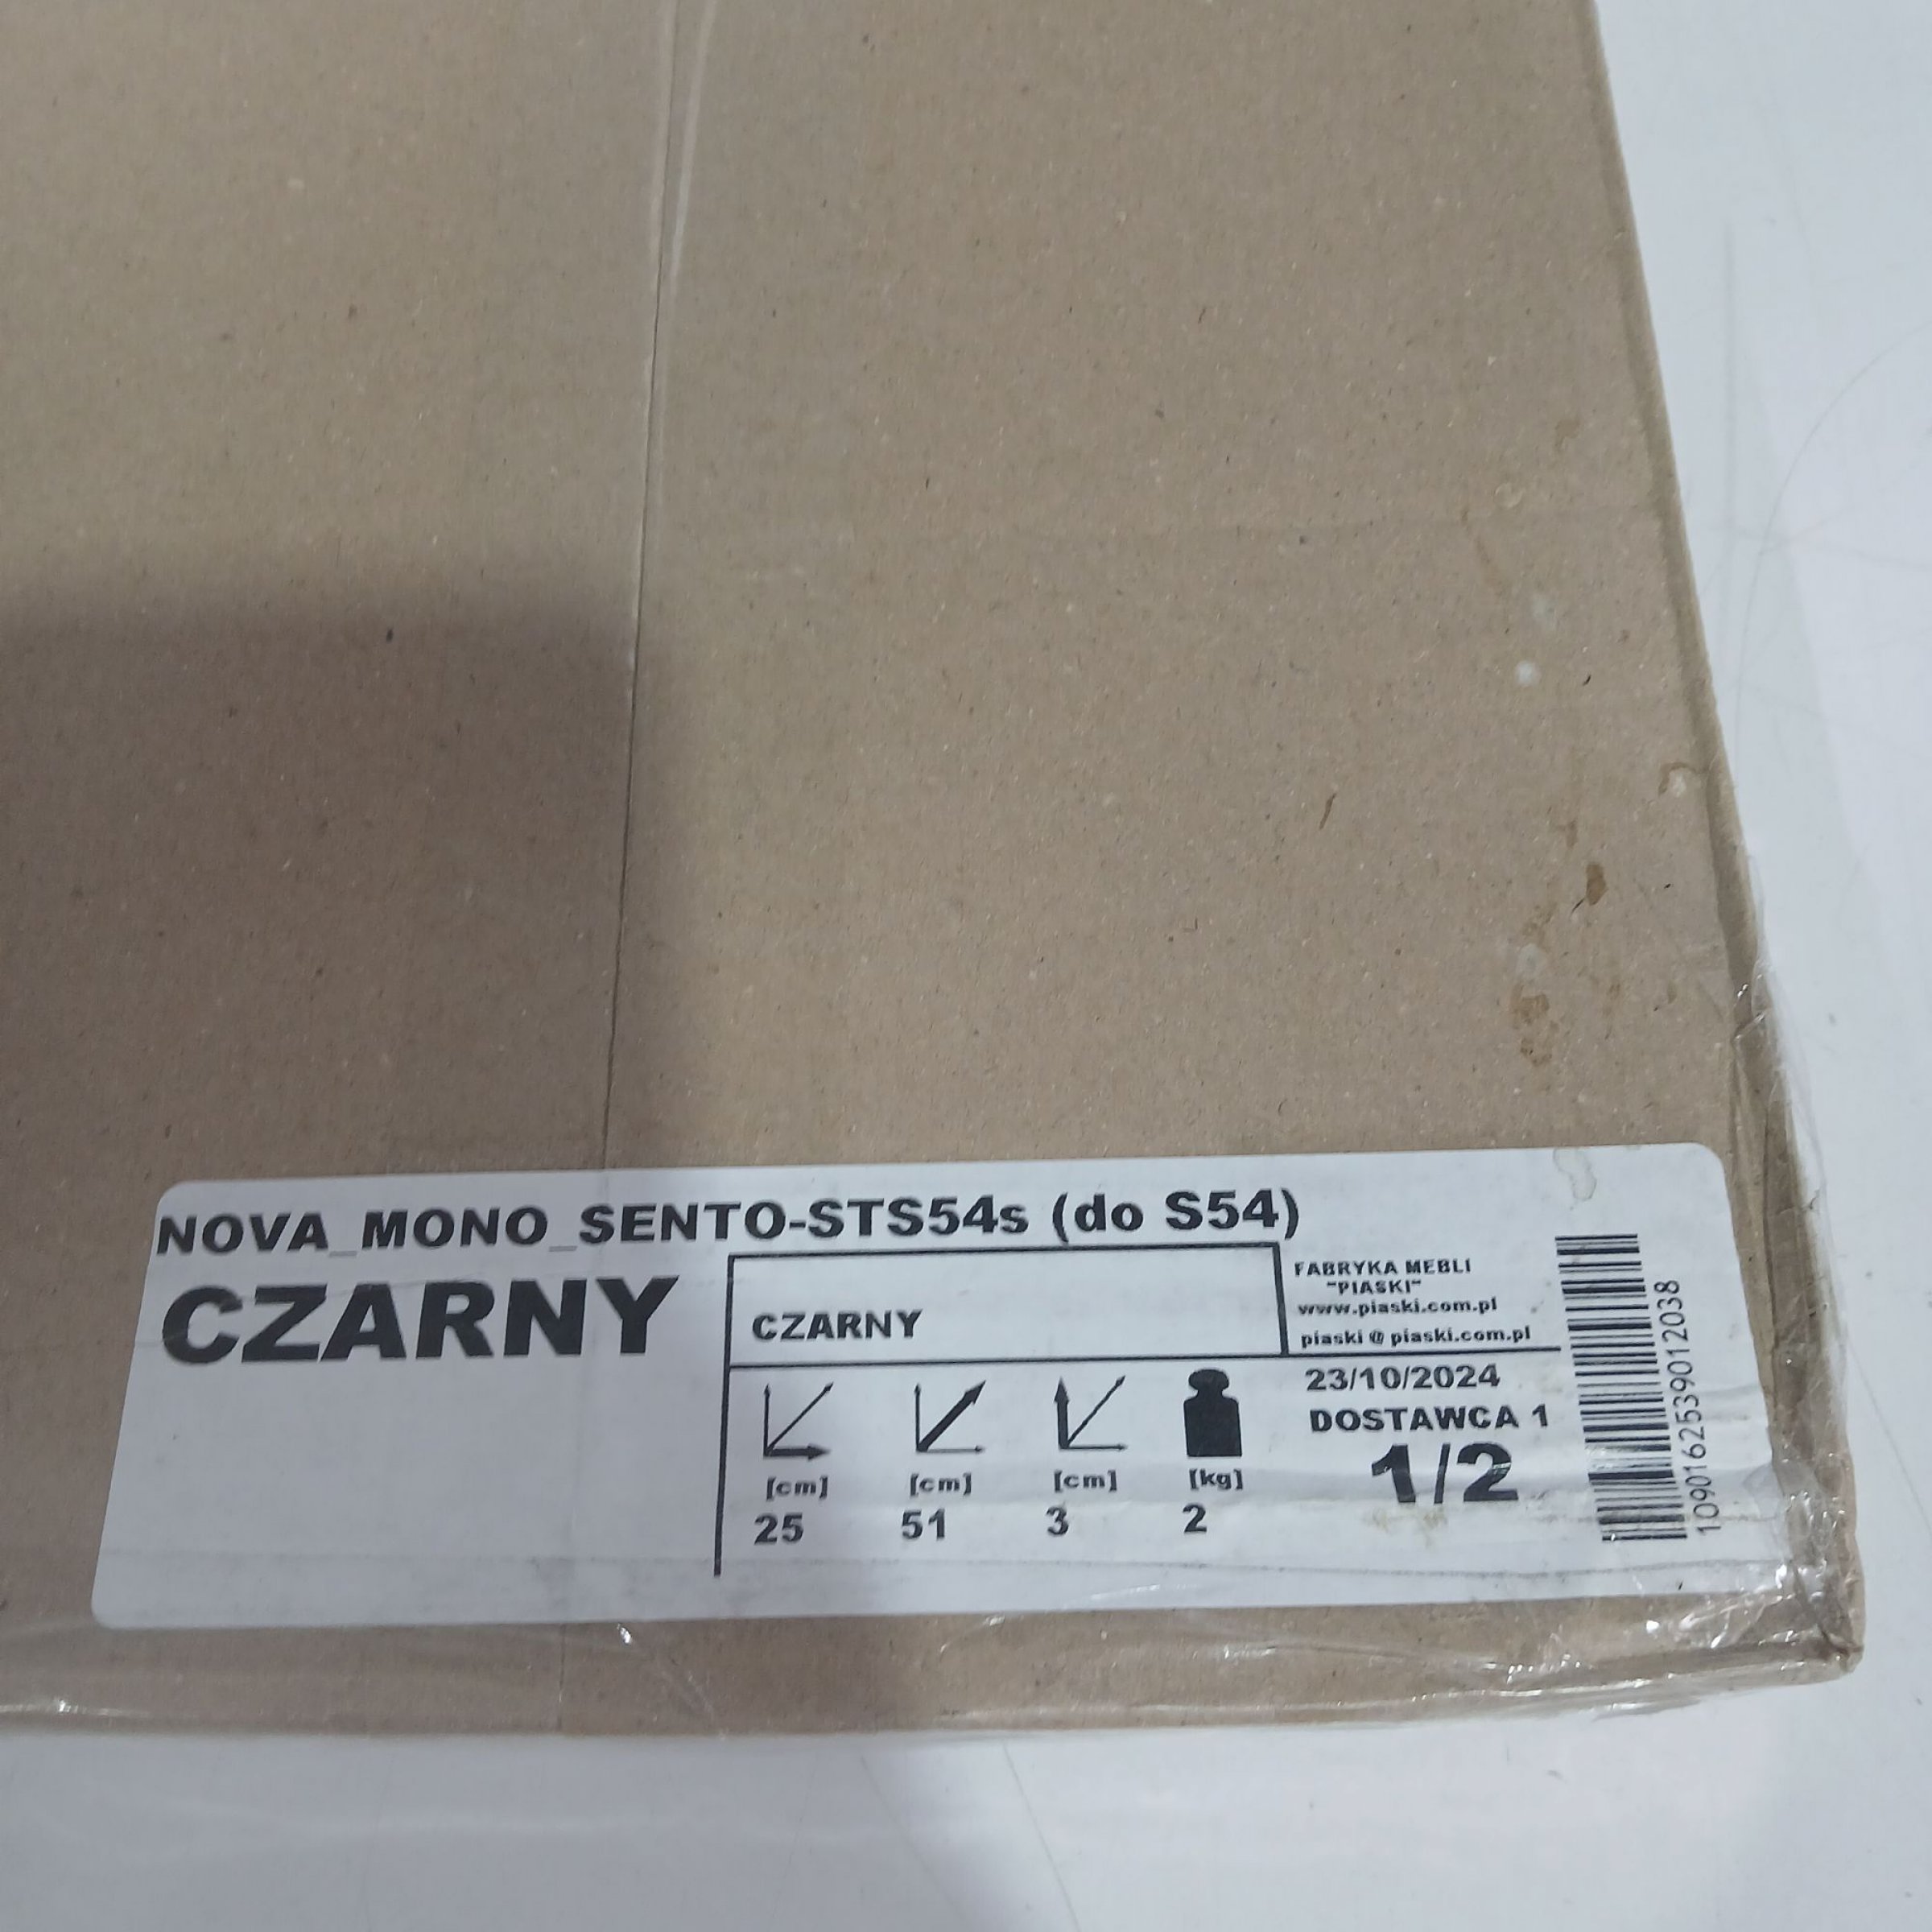 NOVA_MONO_SENTO-STS54s (do S54)
CZARNY
CZARNY
FABRYKA MEBLI
"PIASKI"
www.piaski.com.pl
piaski @ piaski.com.pl
[cm] [cm] [cm] [kg]
25 51 3 2
23/10/2024
DOSTAWCA 1
1/2
1090162539012038